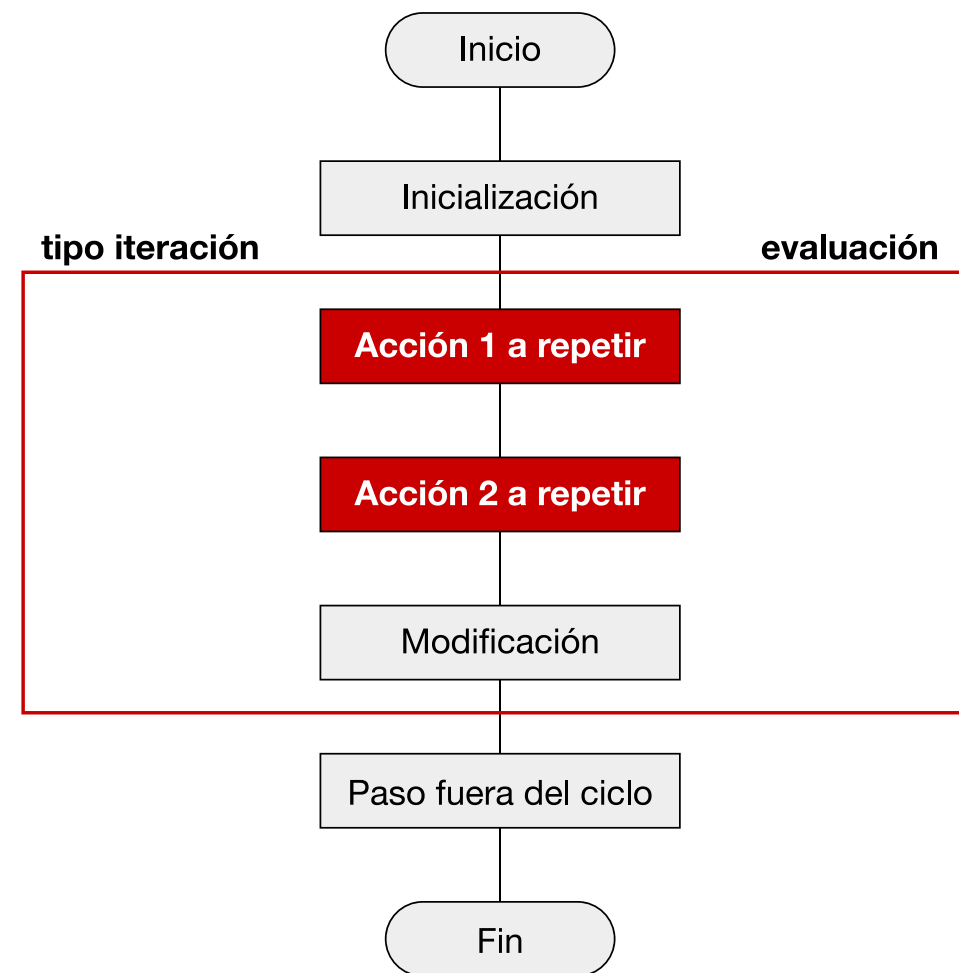 Inicio
Inicialización
tipo iteración
evaluación
Acción 1 a repetir
Acción 2 a repetir
Modificación
Paso fuera del ciclo
Fin